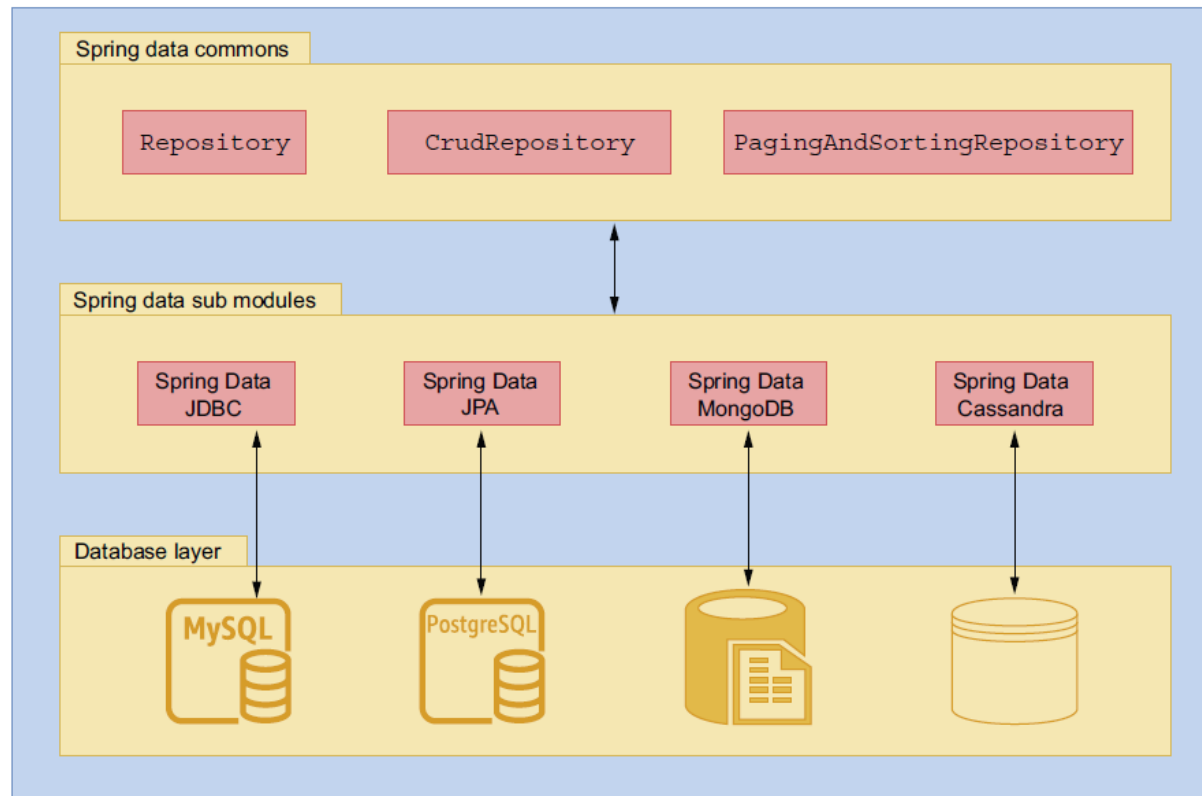 Spring data commons
Repository
CrudRepository
PagingAndSortingRepository
Spring data sub modules
Spring Data
JDBC
Spring Data
JPA
Spring Data
MongoDB
Spring Data
Cassandra
Database layer
MySQL
PostgreSQL